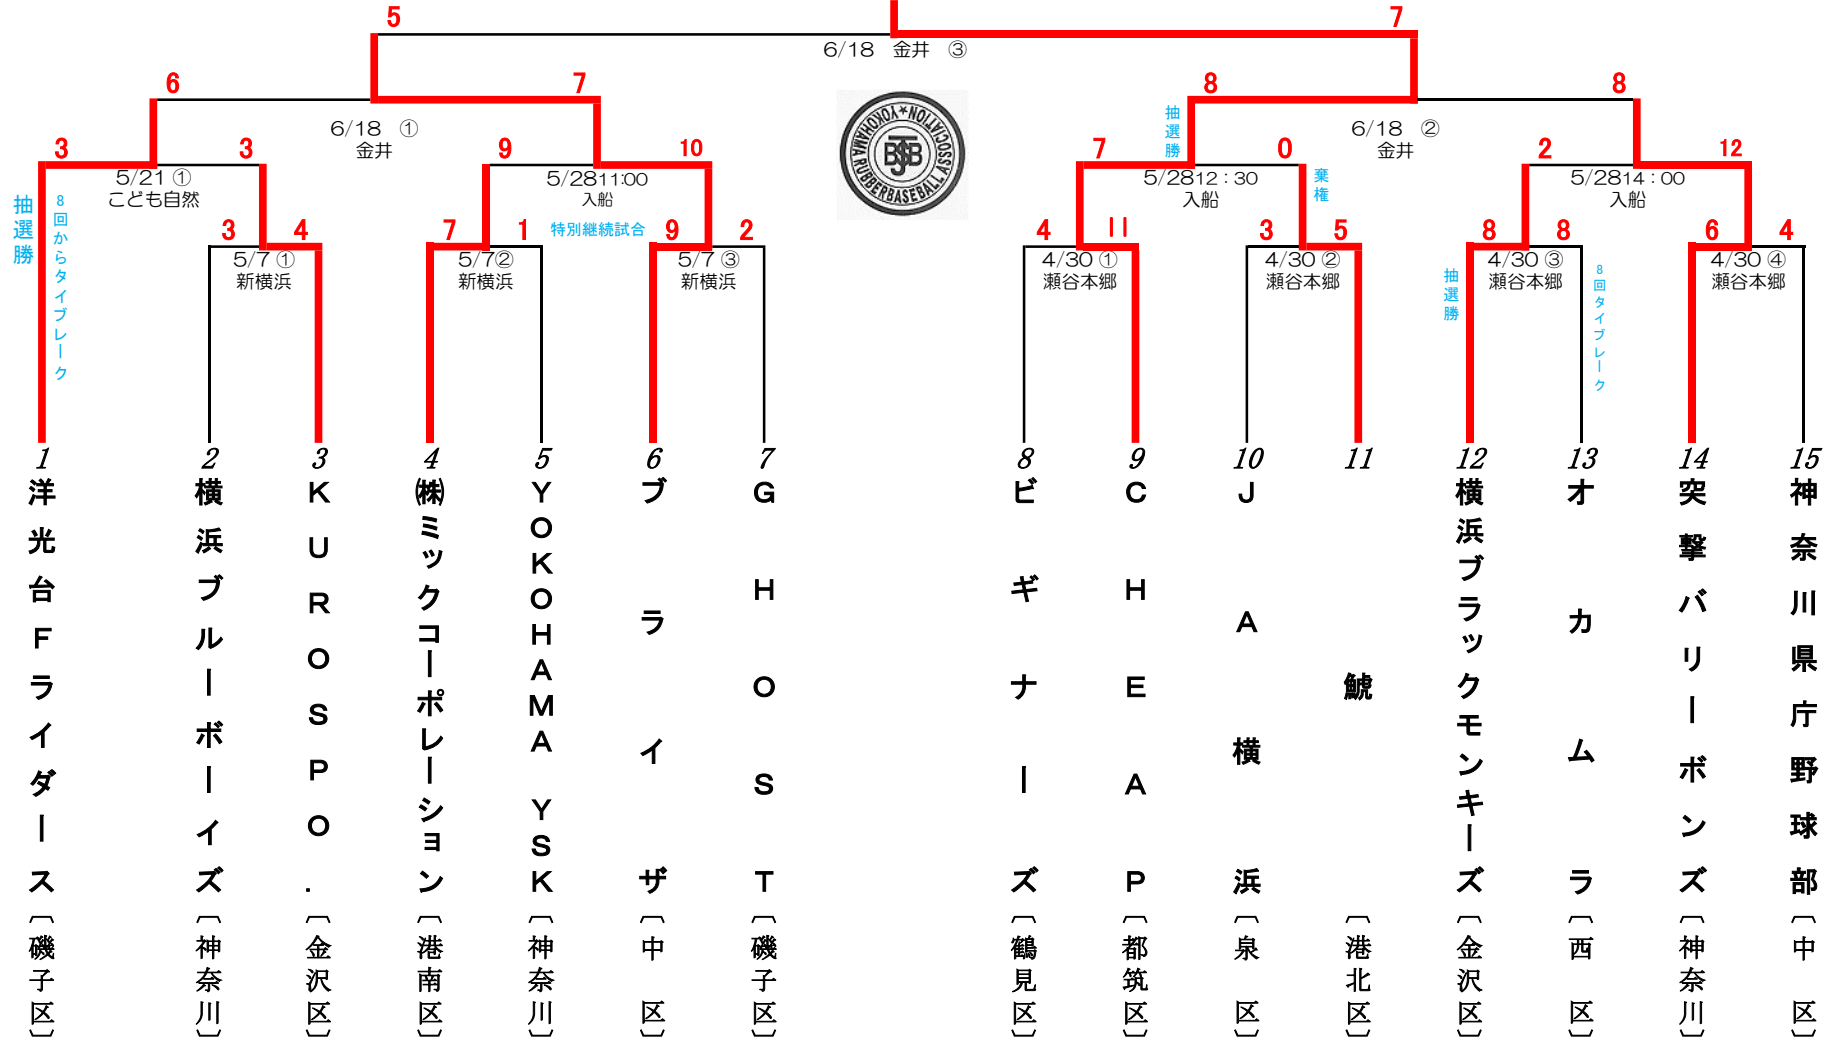 5 7
6/18 金井 ③
6 7 8 8
6/18 ①
金井
抽選勝
6/18 ②
金井
YOKOHAMA RUBBERBASEBALL ASSOCIATION
3 3 9 10 7 0 2 12
5/21 ①
こども自然
5/28 11:00
入船
5/28 12：30
入船
棄権
5/28 14：00
入船
抽選勝
8回からタイブレーク
3 4 7 1 特別継続試合 9 2 4 11 3 5 8 8 6 4
5/7 ①
新横浜
5/7②
新横浜
5/7 ③
新横浜
4/30 ①
瀬谷本郷
4/30 ②
瀬谷本郷
4/30 ③
瀬谷本郷
4/30 ④
瀬谷本郷
抽選勝
8回タイブレーク
1 洋光台Fライダース〔磯子区〕
2 横浜ブルーボーイズ〔神奈川〕
3 KUROSPO.〔金沢区〕
4 ㈱ミックコーポレーション〔港南区〕
5 YOKOHAMA YSK〔神奈川〕
6 ブライザ〔中区〕
7 GHOST〔磯子区〕
8 ビギナーズ〔鶴見区〕
9 CHEAP〔都筑区〕
10 JA横浜〔泉区〕
11 鯱〔港北区〕
12 横浜ブラックモンキーズ〔金沢区〕
13 オカムラ〔西区〕
14 突撃バリーボンズ〔神奈川〕
15 神奈川県庁野球部〔中区〕